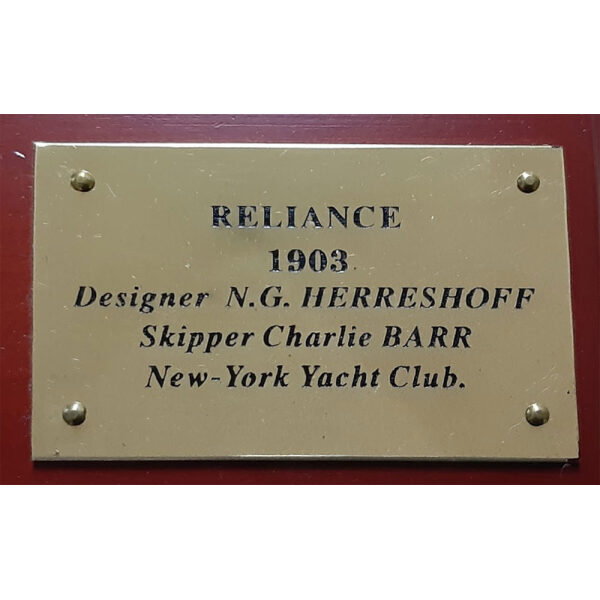 RELIANCE
1903
Designer N.G. HERRESHOFF
Skipper Charlie BARR
New-York Yacht Club.